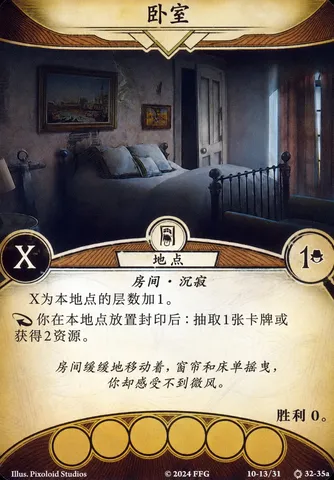 卧室
X
地点
1
房间·沉寂
X为本地点的层数加1。
你在本地点放置封印后：抽取1张卡牌或
获得2资源。
房间缓缓地移动着，窗帘和床单摇曳，
你却感受不到微风。
胜利 0。
Illus. Pixoloid Studios
© 2024 FFG
10-13/31
32-35a